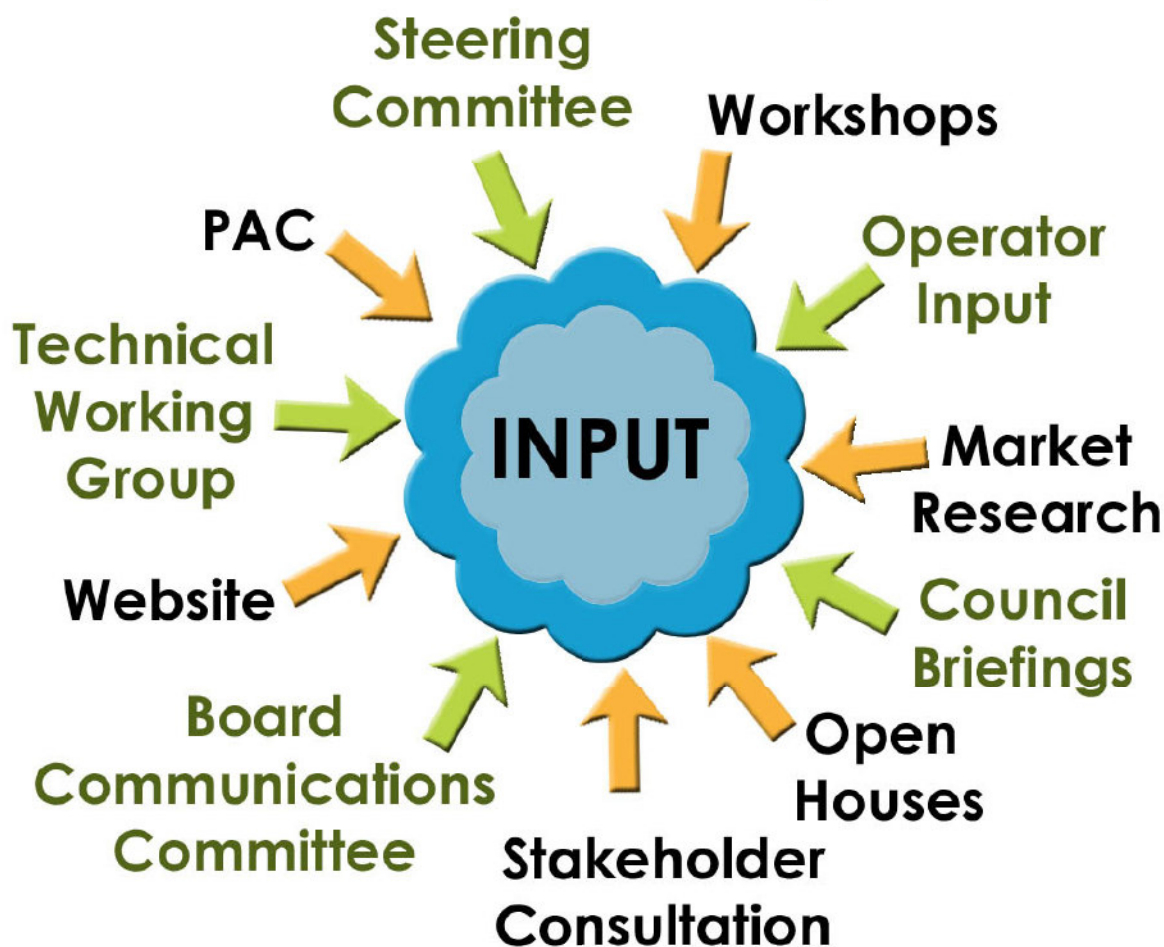 Steering
Committee
Workshops
PAC
Operator
Input
Technical
Working
Group
INPUT
Market
Research
Website
Council
Briefings
Board
Communications
Committee
Open
Houses
Stakeholder
Consultation